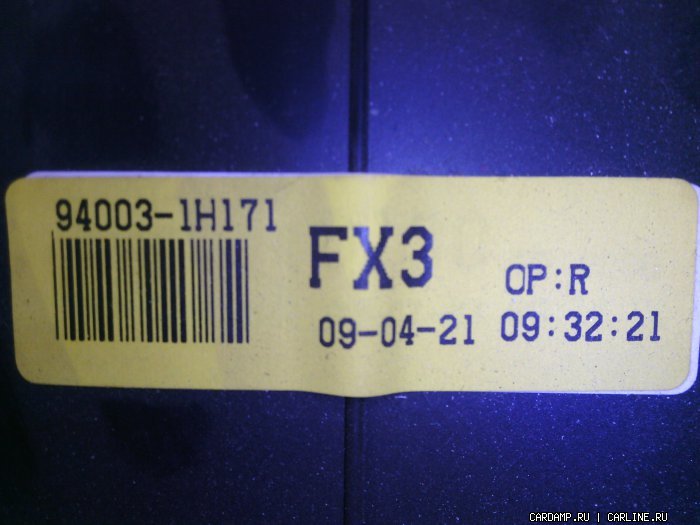 94003-1H171
FX3
OP:R
09-04-21 09:32:21
CARDAMP.RU | CARLINE.RU